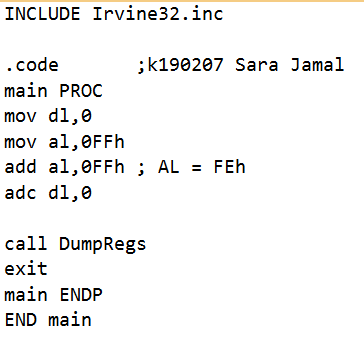 INCLUDE Irvine32.inc
.code ;k190207 Sara Jamal
main PROC
mov dl,0
mov al,0FFh
add al,0FFh ; AL = FEh
adc dl,0
call DumpRegs
exit
main ENDP
END main